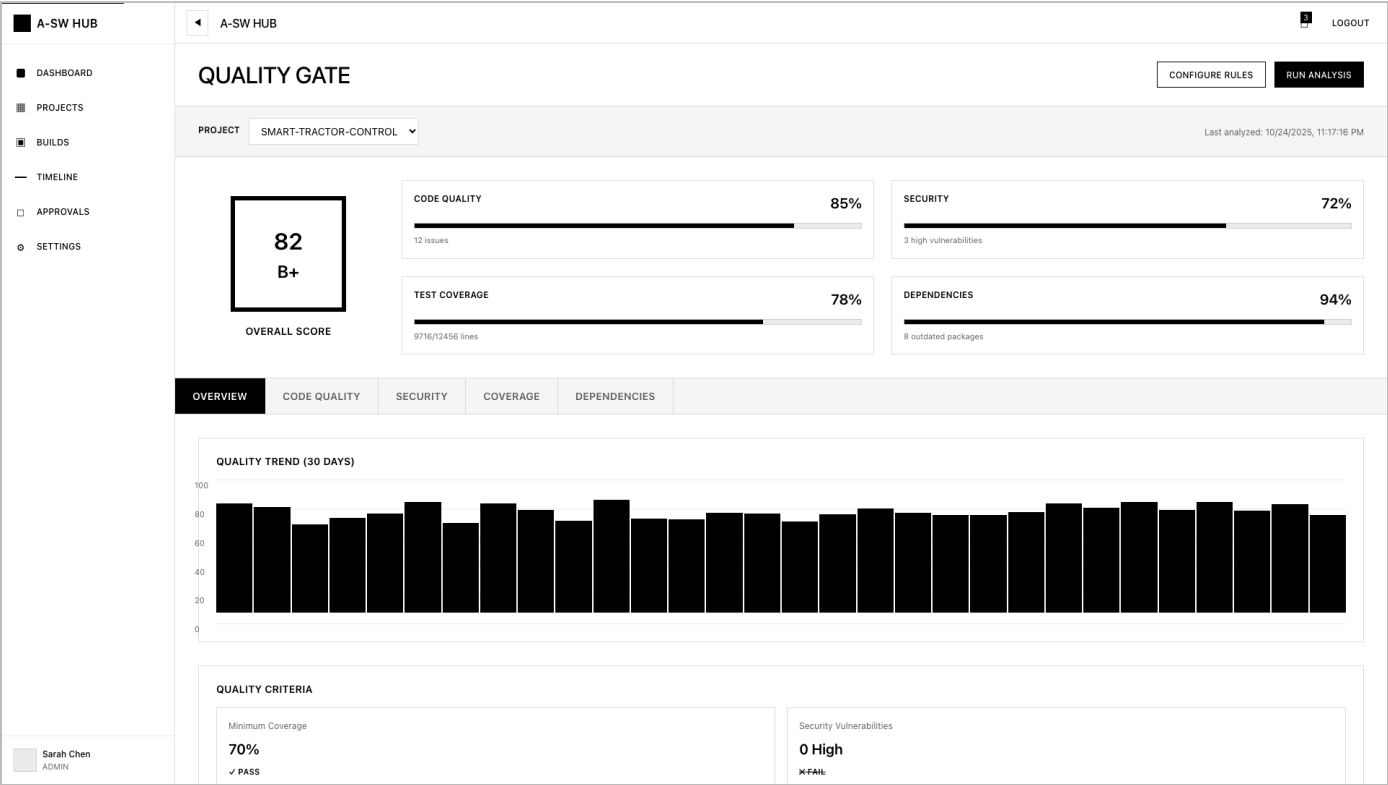 A-SW HUB
A-SW HUB
3
LOGOUT
DASHBOARD
PROJECTS
BUILDS
TIMELINE
APPROVALS
SETTINGS
Sarah Chen
ADMIN
QUALITY GATE
CONFIGURE RULES
RUN ANALYSIS
PROJECT
SMART-TRACTOR-CONTROL
Last analyzed: 10/24/2025, 11:17:16 PM
82
B+
OVERALL SCORE
CODE QUALITY
85%
12 issues
SECURITY
72%
3 high vulnerabilities
TEST COVERAGE
78%
9716/12456 lines
DEPENDENCIES
94%
8 outdated packages
OVERVIEW
CODE QUALITY
SECURITY
COVERAGE
DEPENDENCIES
QUALITY TREND (30 DAYS)
100
80
60
40
20
0
QUALITY CRITERIA
Minimum Coverage
70%
✓ PASS
Security Vulnerabilities
0 High
✕ FAIL